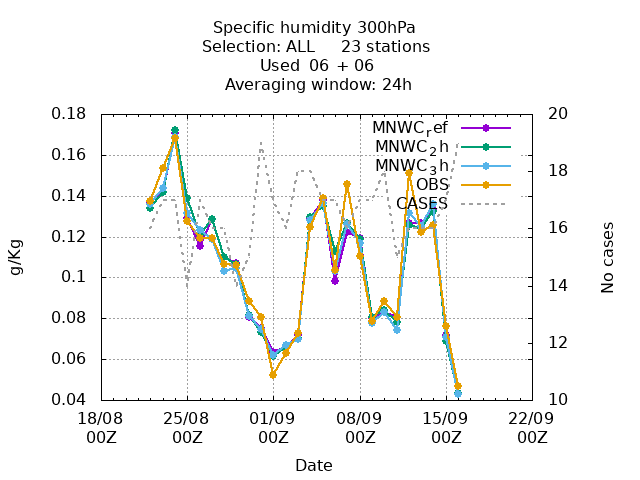 Specific humidity 300hPa
Selection: ALL 23 stations
Used 06 + 06
Averaging window: 24h
0.18
0.16
0.14
0.12
0.1
0.08
0.06
0.04
g/Kg
20
18
16
14
12
10
No cases
MNWCref
MNWC2h
MNWC3h
OBS
CASES
18/08 25/08 01/09 08/09 15/09 22/09
00Z 00Z 00Z 00Z 00Z 00Z
Date